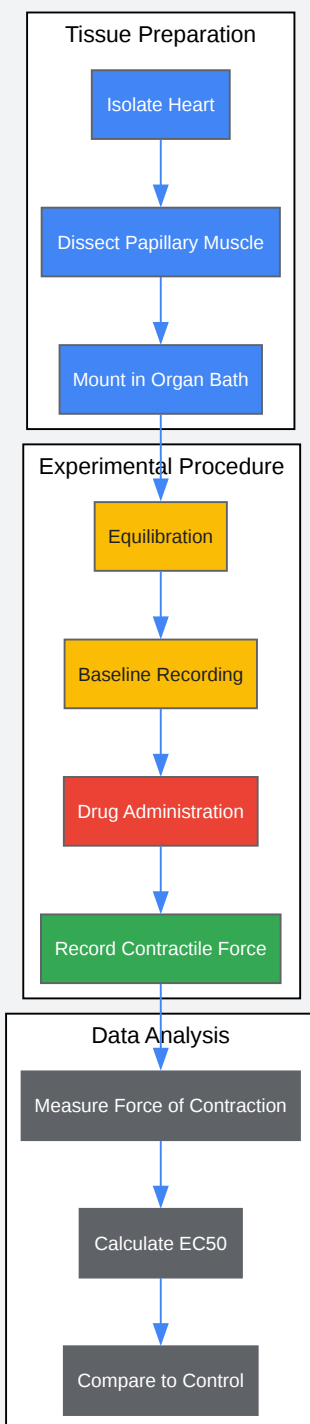 Tissue Preparation
Isolate Heart
Dissect Papillary Muscle
Mount in Organ Bath
Experimental Procedure
Equilibration
Baseline Recording
Drug Administration
Record Contractile Force
Data Analysis
Measure Force of Contraction
Calculate EC50
Compare to Control